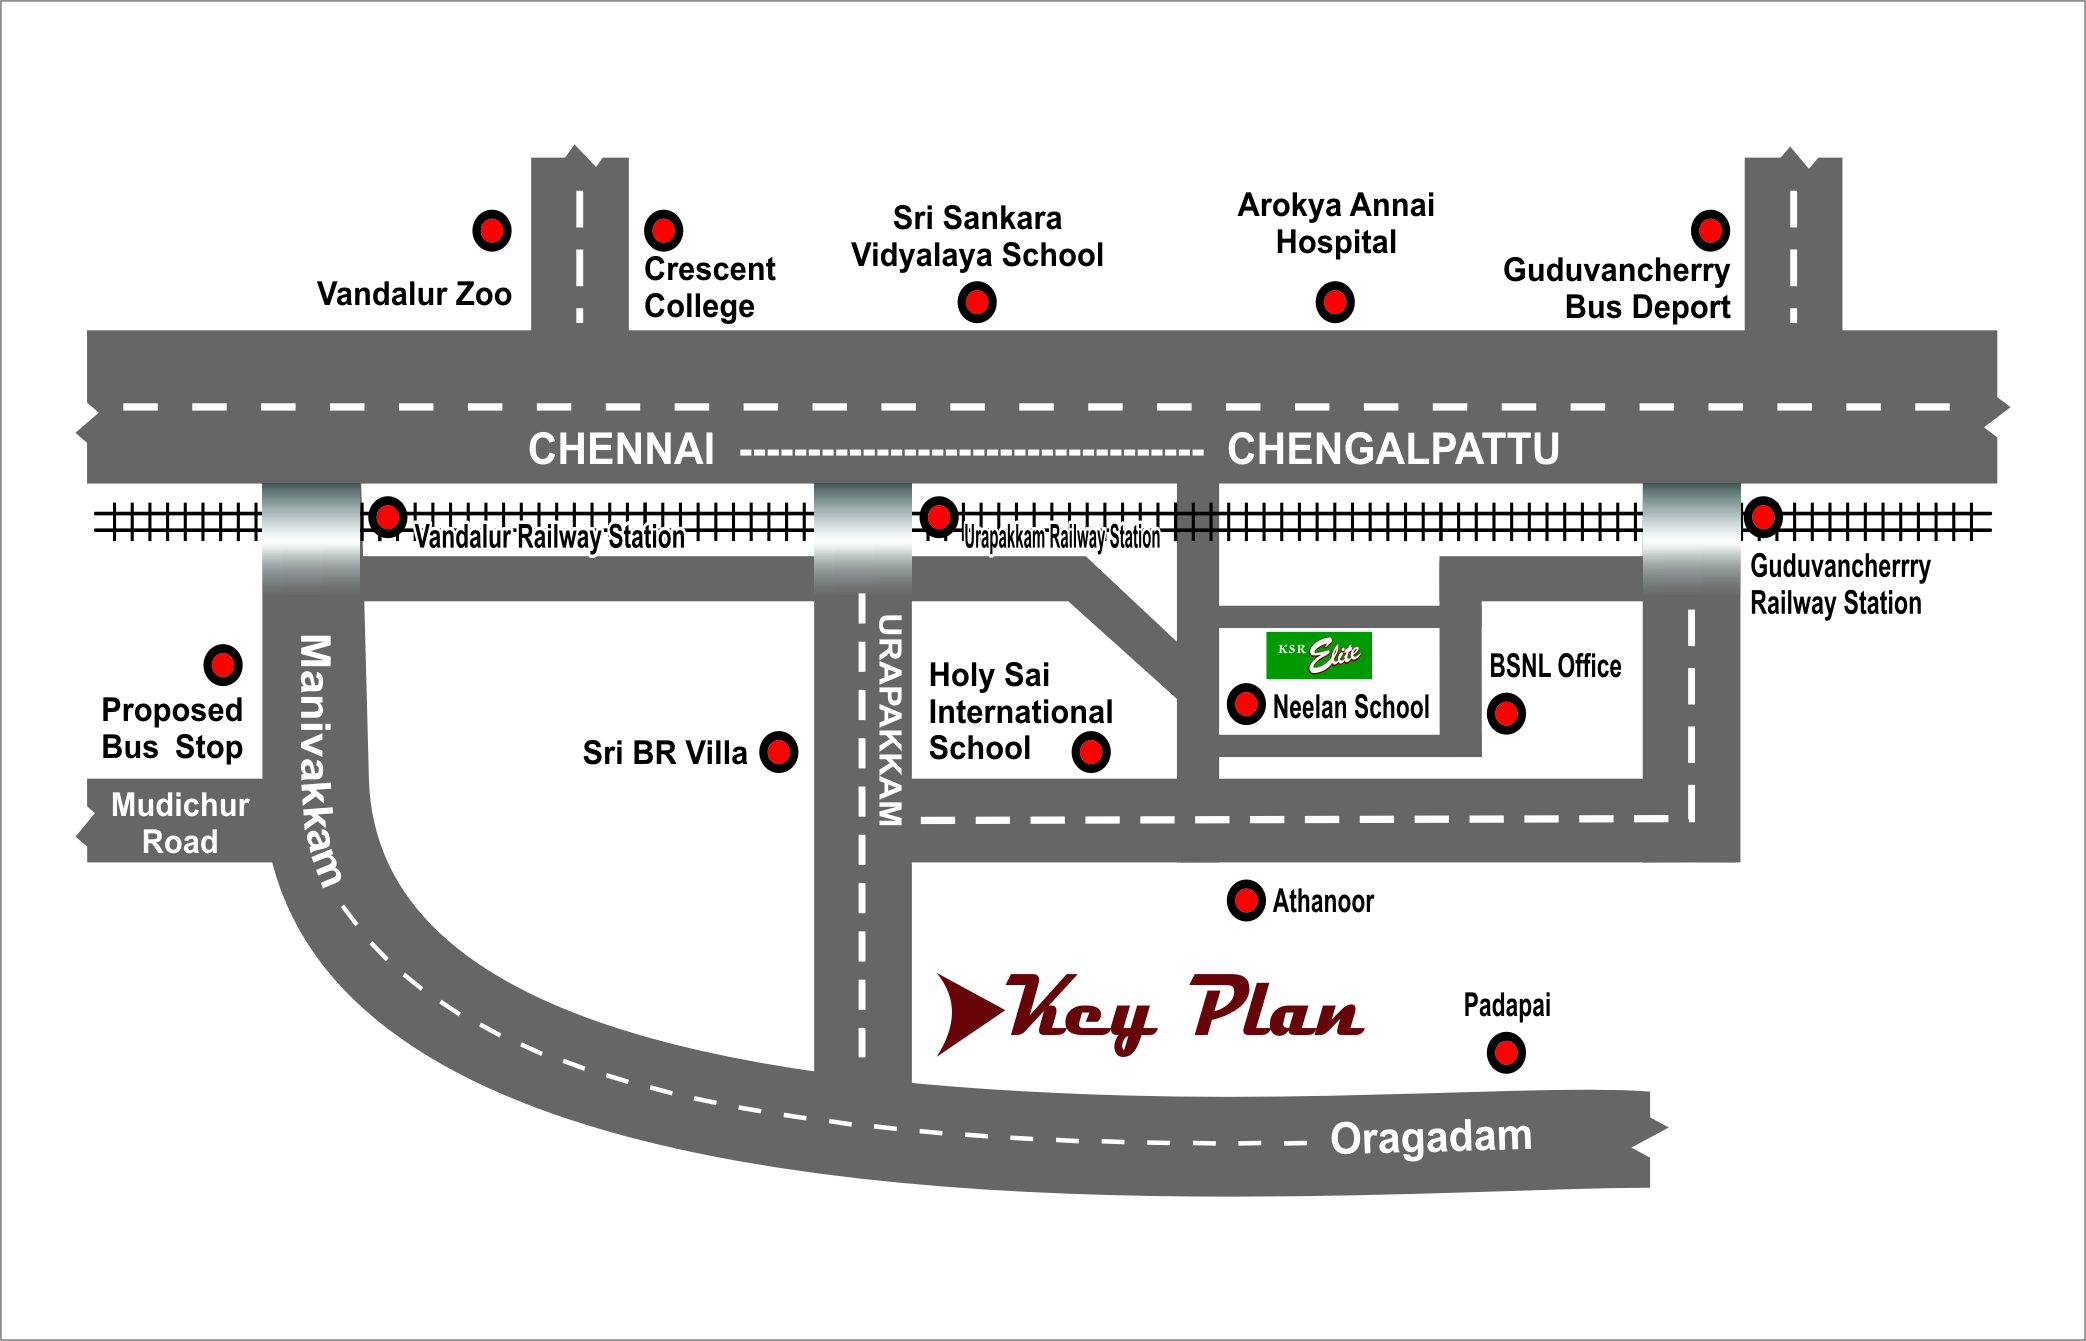 Arokya Annai
Hospital
Sri Sankara
Vidyalaya School
Vandalur Zoo
Crescent
College
Guduvancherry
Bus Deport
CHENNAI
CHENGALPATTU
Vandalur Railway Station
Urapakkam Railway Station
Guduvancherrry
Railway Station
Manivakkam
URAPAKKAM
KSR Elite
Neelan School
BSNL Office
Holy Sai
International
School
Proposed
Bus Stop
Sri BR Villa
Mudichur
Road
Athanoor
Key Plan
Padapai
Oragadam